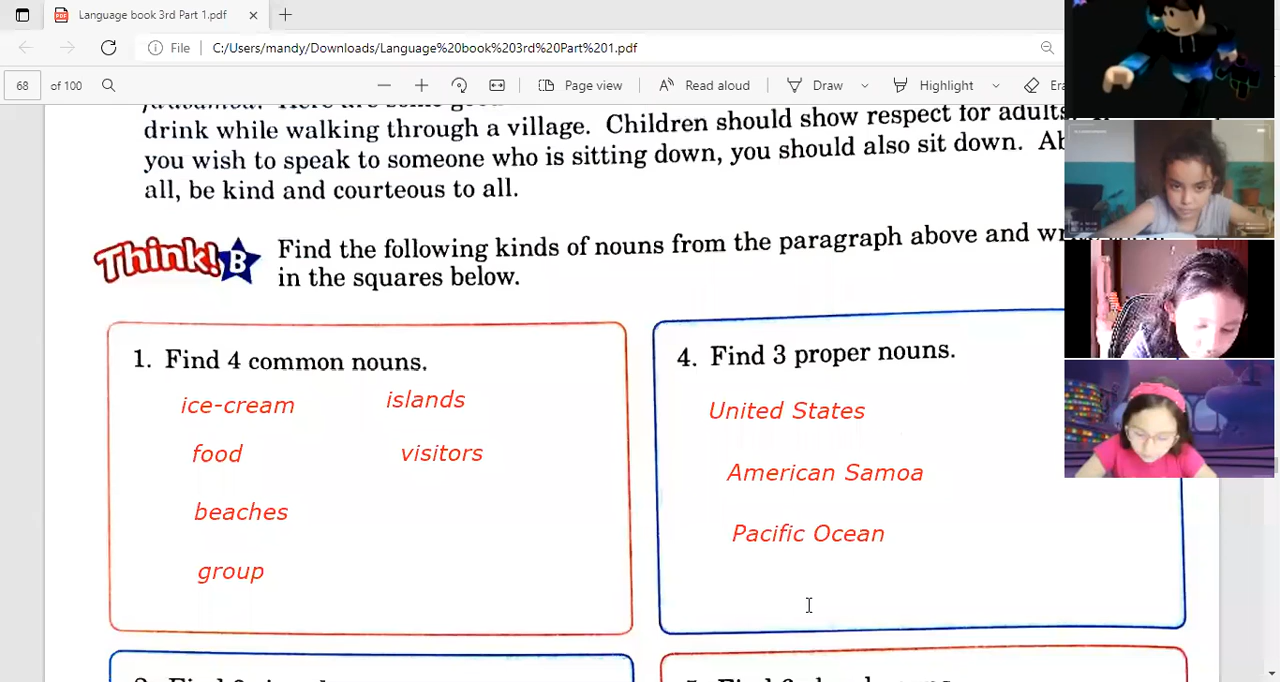 Language book 3rd Part 1.pdf
File C:/Users/mandy/Downloads/Language%20book%203rd%20Part%201.pdf
68 of 100 Page view Read aloud Draw Highlight
drink while walking through a village. Children should show respect for adults.
you wish to speak to someone who is sitting down, you should also sit down.
all, be kind and courteous to all.
Think! B Find the following kinds of nouns from the paragraph above and
in the squares below.
1. Find 4 common nouns.
ice-cream islands
food visitors
beaches
group
4. Find 3 proper nouns.
United States
American Samoa
Pacific Ocean